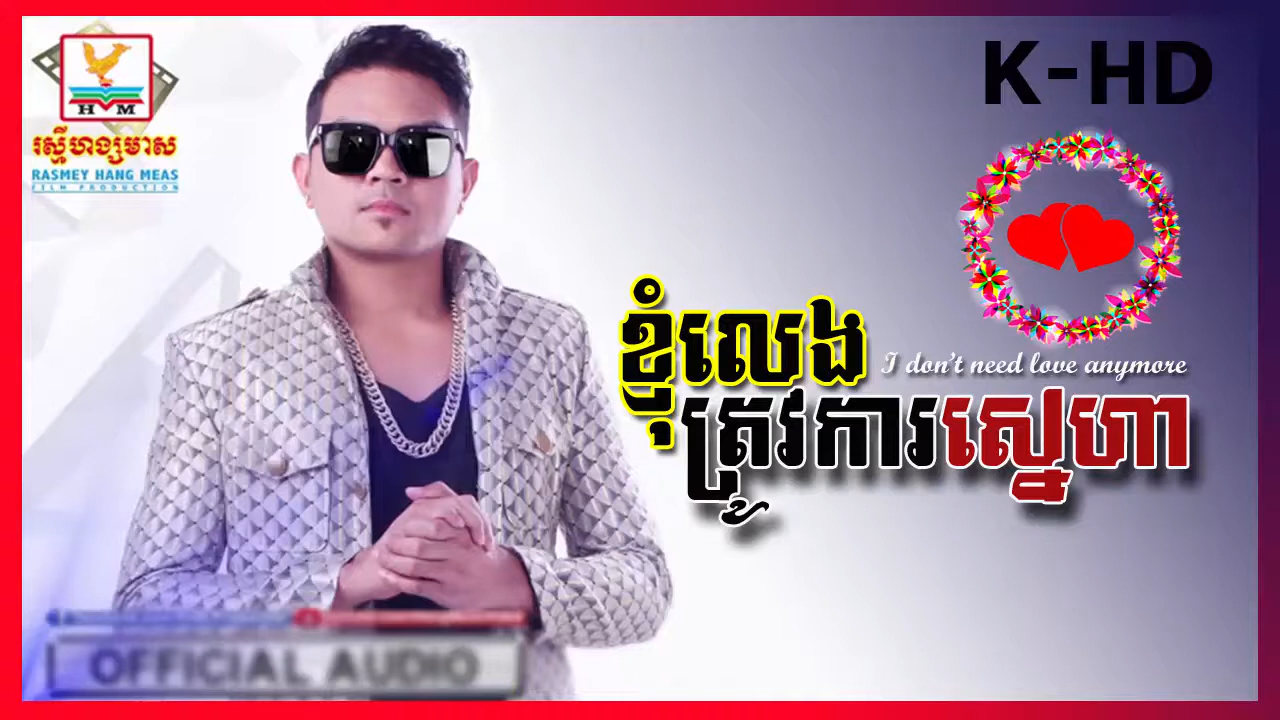 K-HD
H M
រស្មីហង្សមាស
RASMEY HANG MEAS
FILM PRODUCTION
ខ្ញុំលែង
I don't need love anymore
ត្រូវការស្នេហា
OFFICIAL AUDIO